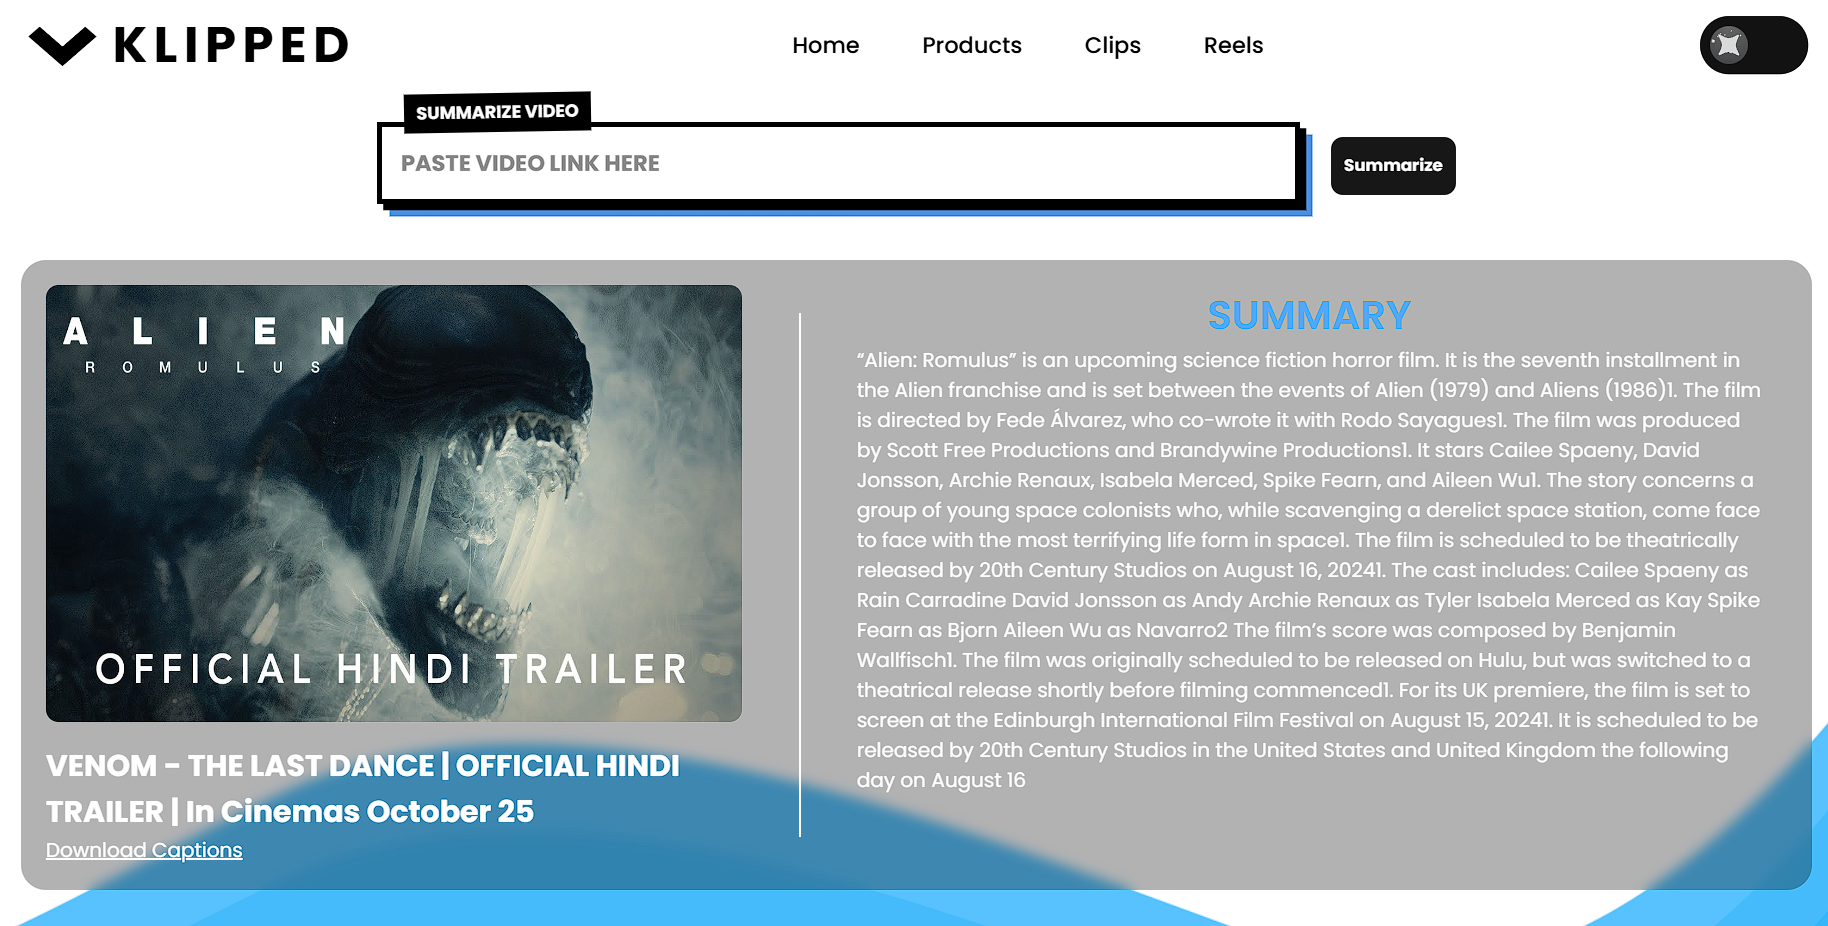 KLIPPED
Home
Products
Clips
Reels
SUMMARIZE VIDEO
PASTE VIDEO LINK HERE
Summarize
ALIEN
ROMULUS
OFFICIAL HINDI TRAILER
VENOM - THE LAST DANCE | OFFICIAL HINDI
TRAILER | In Cinemas October 25
Download Captions
SUMMARY
“Alien: Romulus” is an upcoming science fiction horror film. It is the seventh installment in
the Alien franchise and is set between the events of Alien (1979) and Aliens (1986)1. The film
is directed by Fede Álvarez, who co-wrote it with Rodo Sayagues1. The film was produced
by Scott Free Productions and Brandywine Productions1. It stars Cailee Spaeny, David
Jonsson, Archie Renaux, Isabela Merced, Spike Fearn, and Aileen Wu1. The story concerns a
group of young space colonists who, while scavenging a derelict space station, come face
to face with the most terrifying life form in space1. The film is scheduled to be theatrically
released by 20th Century Studios on August 16, 20241. The cast includes: Cailee Spaeny as
Rain Carradine David Jonsson as Andy Archie Renaux as Tyler Isabela Merced as Kay Spike
Fearn as Bjorn Aileen Wu as Navarro2 The film’s score was composed by Benjamin
Wallfisch1. The film was originally scheduled to be released on Hulu, but was switched to a
theatrical release shortly before filming commenced1. For its UK premiere, the film is set to
screen at the Edinburgh International Film Festival on August 15, 20241. It is scheduled to be
released by 20th Century Studios in the United States and United Kingdom the following
day on August 16